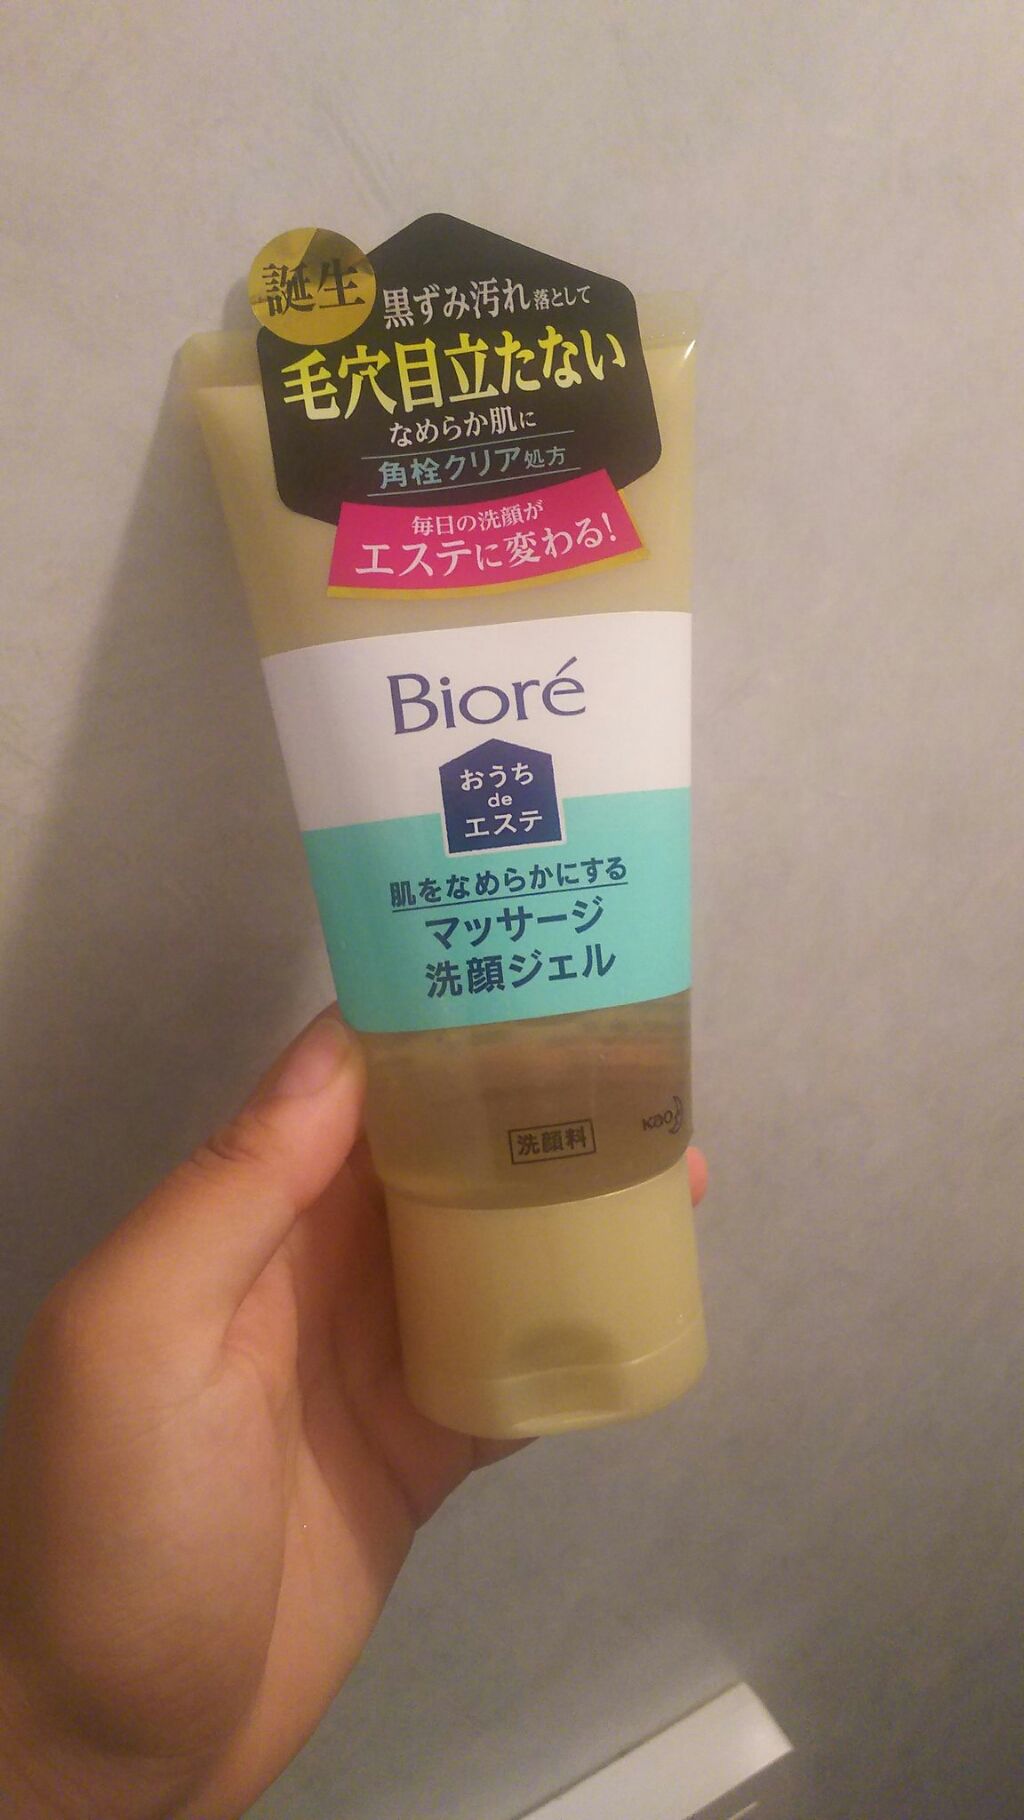 誕生
黒ずみ汚れ落として
毛穴目立たない
なめらか肌に
角栓クリア処方
毎日の洗顔が
エステに変わる!
Bioré
おうち
de
エステ
肌をなめらかにする
マッサージ
洗顔ジェル
洗顔料
Kao